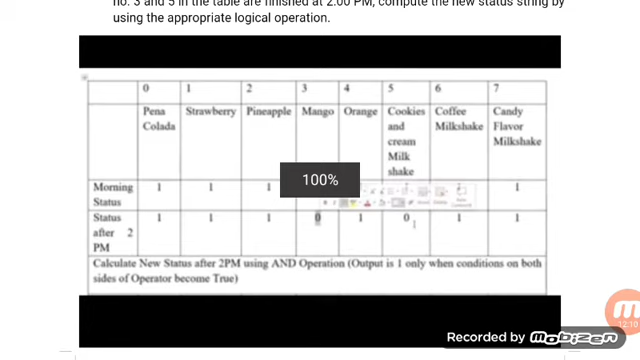 no. 3 and 5 in the table are finished at 2.00 PM, compute the new status string by
using the appropriate logical operation.
0 1 2 3 4 5 6 7
Pena Colada Strawberry Pineapple Mango Orange Cookies and cream Milk shake Coffee Milkshake Candy Flavor Milkshake
100%
Morning Status 1 1 1 1
Status after 2 PM 1 1 1 0 1 0 1 1
Calculate New Status after 2PM using AND Operation (Output is 1 only when conditions on both
sides of Operator become True)
12:10
Recorded by Mobizen
MOBIZEN